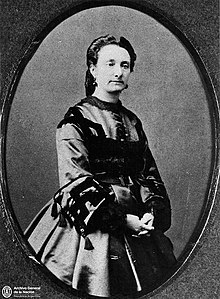 Archivo General
de la Nación